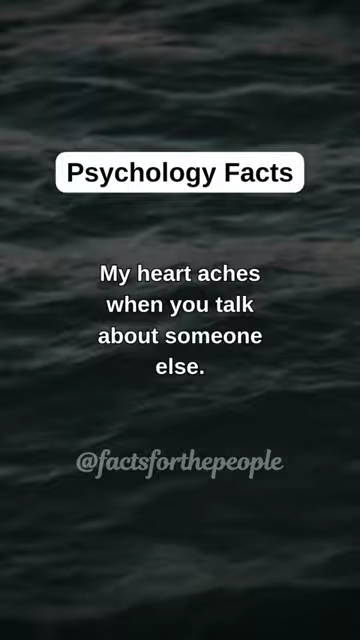 Psychology Facts
My heart aches
when you talk
about someone
else.
@factsforthepeople